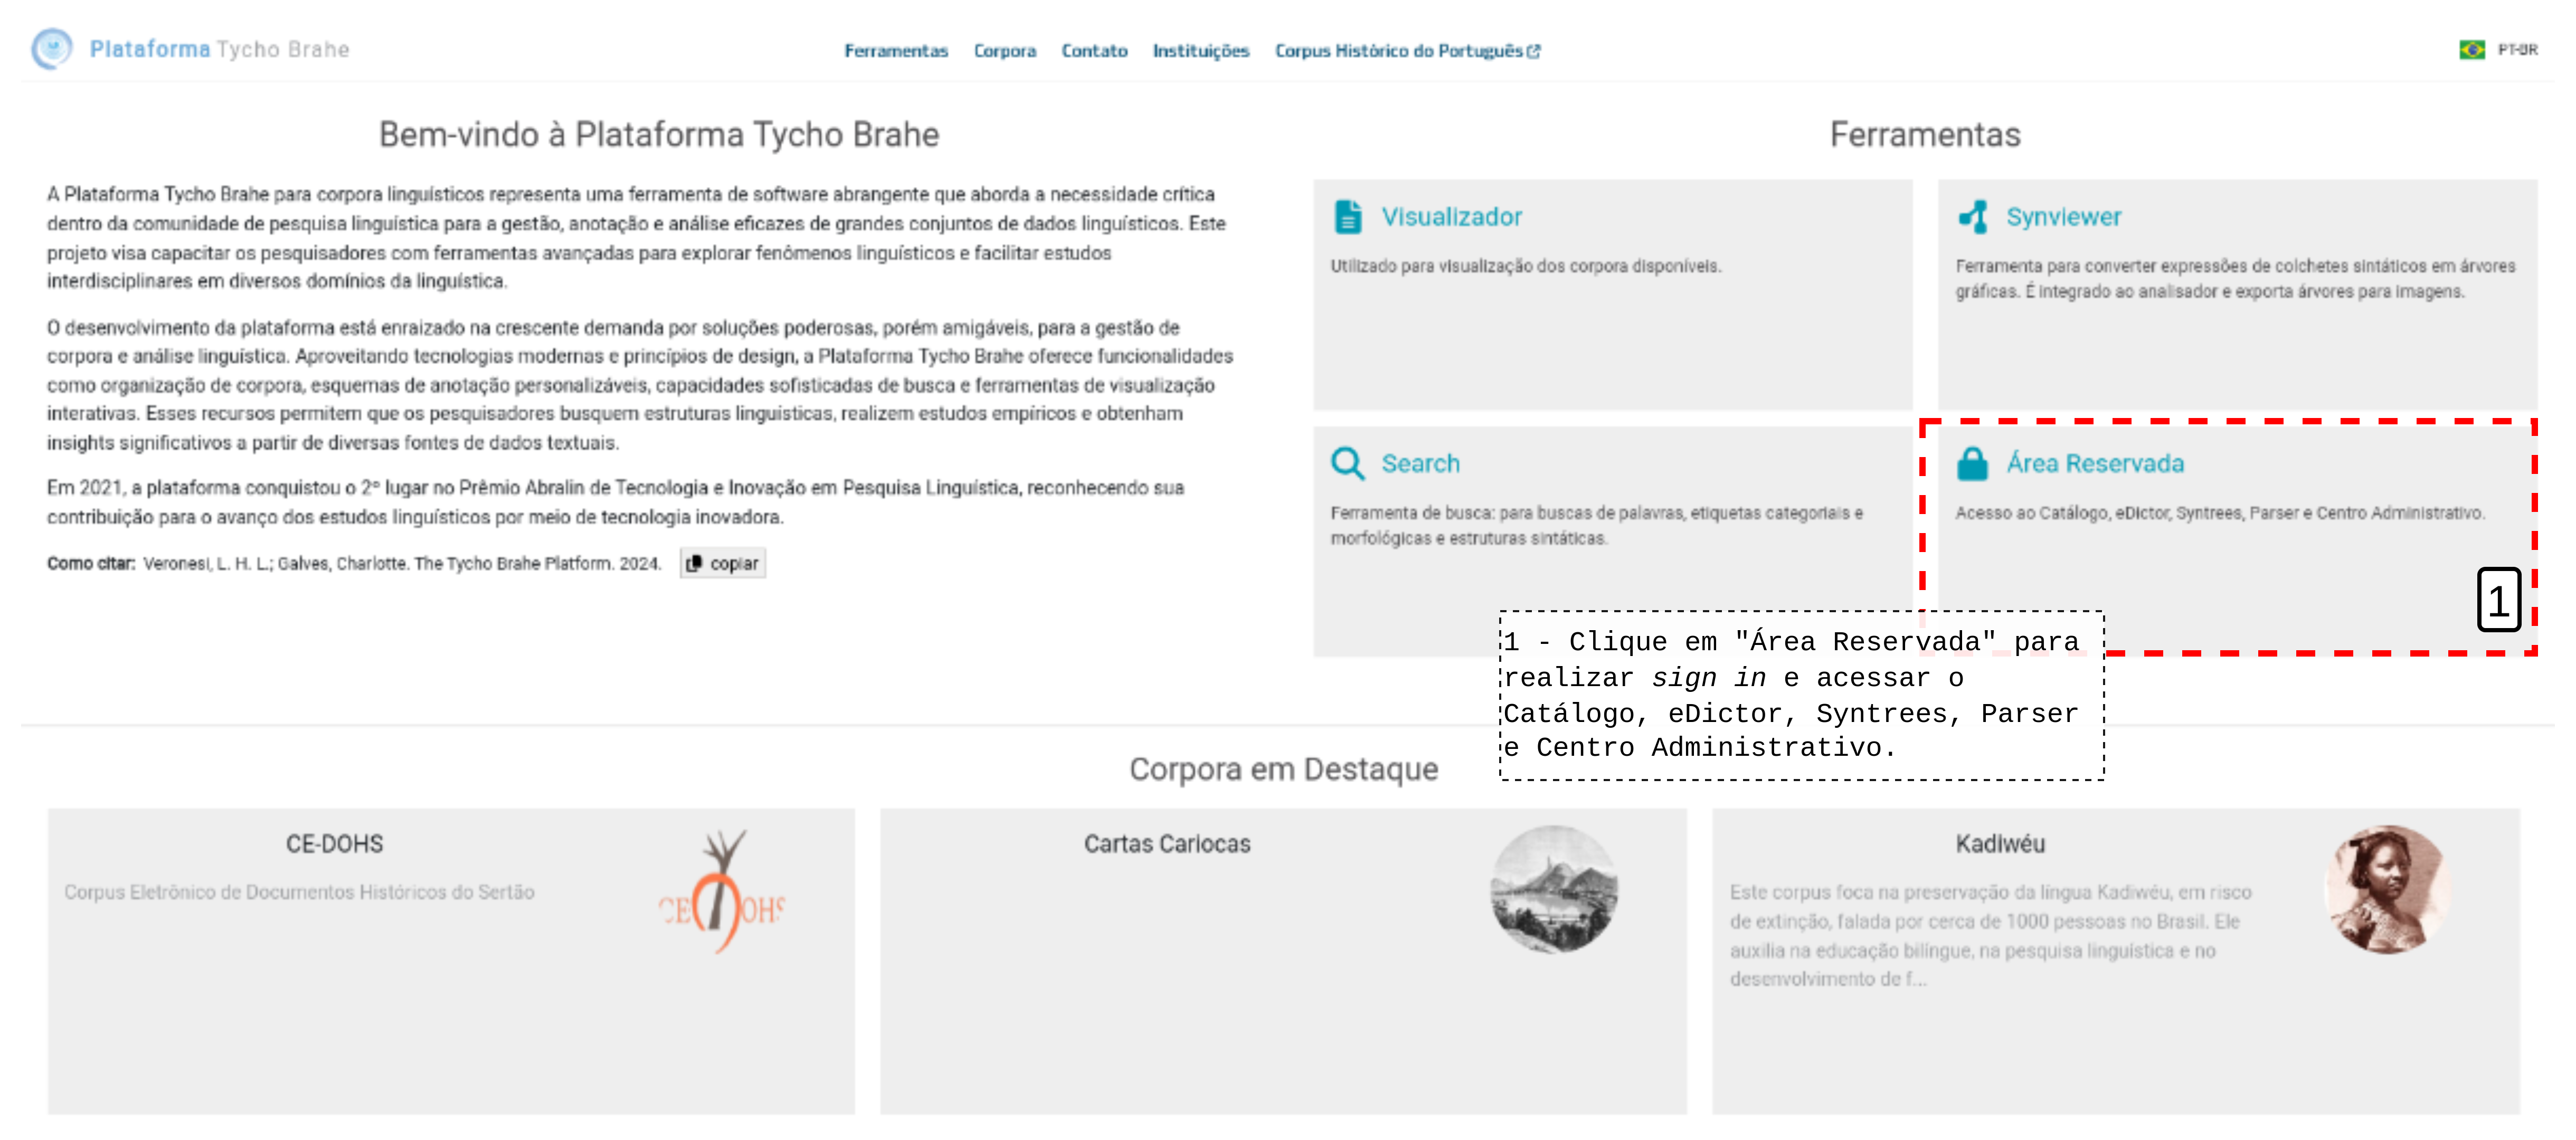 Plataforma Tycho Brahe
Ferramentas Corpora Contato Instituições Corpus Histórico do Português
PT-BR
Bem-vindo à Plataforma Tycho Brahe
A Plataforma Tycho Brahe para corpora linguísticos representa uma ferramenta de software abrangente que aborda a necessidade crítica
dentro da comunidade de pesquisa linguística para a gestão, anotação e análise eficazes de grandes conjuntos de dados linguísticos. Este
projeto visa capacitar os pesquisadores com ferramentas avançadas para explorar fenômenos linguísticos e facilitar estudos
interdisciplinares em diversos domínios da linguística.
O desenvolvimento da plataforma está enraizado na crescente demanda por soluções poderosas, porém amigáveis, para a gestão de
corpora e análise linguística. Aproveitando tecnologias modernas e princípios de design, a Plataforma Tycho Brahe oferece funcionalidades
como organização de corpora, esquemas de anotação personalizáveis, capacidades sofisticadas de busca e ferramentas de visualização
interativas. Esses recursos permitem que os pesquisadores busquem estruturas linguísticas, realizem estudos empíricos e obtenham
insights significativos a partir de diversas fontes de dados textuais.
Em 2021, a plataforma conquistou o 2º lugar no Prêmio Abralin de Tecnologia e Inovação em Pesquisa Linguística, reconhecendo sua
contribuição para o avanço dos estudos linguísticos por meio de tecnologia inovadora.
Como citar: Veronesi, L. H. L.; Galves, Charlotte. The Tycho Brahe Platform. 2024. copiar
Ferramentas
Visualizador
Utilizado para visualização dos corpora disponíveis.
Synviewer
Ferramenta para converter expressões de colchetes sintáticos em árvores
gráficas. É integrado ao analisador e exporta árvores para imagens.
Search
Ferramenta de busca: para buscas de palavras, etiquetas categoriais e
morfológicas e estruturas sintáticas.
Área Reservada
Acesso ao Catálogo, eDictor, Syntrees, Parser e Centro Administrativo.
1
1 - Clique em "Área Reservada" para
realizar sign in e acessar o
Catálogo, eDictor, Syntrees, Parser
e Centro Administrativo.
Corpora em Destaque
CE-DOHS
Corpus Eletrônico de Documentos Históricos do Sertão
CEDOHS
Cartas Cariocas
Kadiwéu
Este corpus foca na preservação da língua Kadiwéu, em risco
de extinção, falada por cerca de 1000 pessoas no Brasil. Ele
auxilia na educação bilíngue, na pesquisa linguística e no
desenvolvimento de f...